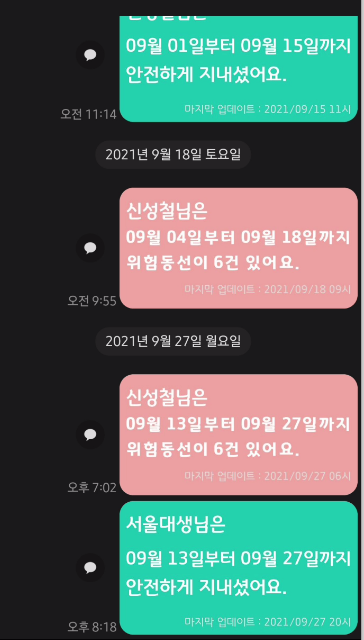 신성철님은
09월 01일부터 09월 15일까지
안전하게 지내셨어요.
마지막 업데이트 : 2021/09/15 11시
오전 11:14
2021년 9월 18일 토요일
신성철님은
09월 04일부터 09월 18일까지
위험동선이 6건 있어요.
마지막 업데이트 : 2021/09/18 09시
오전 9:55
2021년 9월 27일 월요일
신성철님은
09월 13일부터 09월 27일까지
위험동선이 6건 있어요.
마지막 업데이트 : 2021/09/27 06시
오후 7:02
서울대생님은
09월 13일부터 09월 27일까지
안전하게 지내셨어요.
마지막 업데이트 : 2021/09/27 20시
오후 8:18